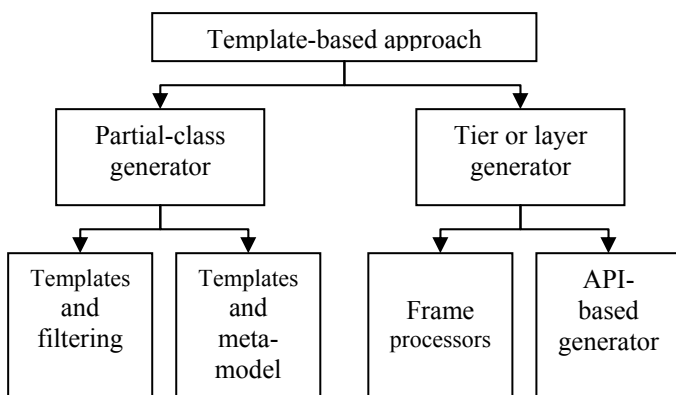 Template-based approach
Partial-class
generator
Tier or layer
generator
Templates
and
filtering
Templates
and
meta-
model
Frame
processors
API-
based
generator